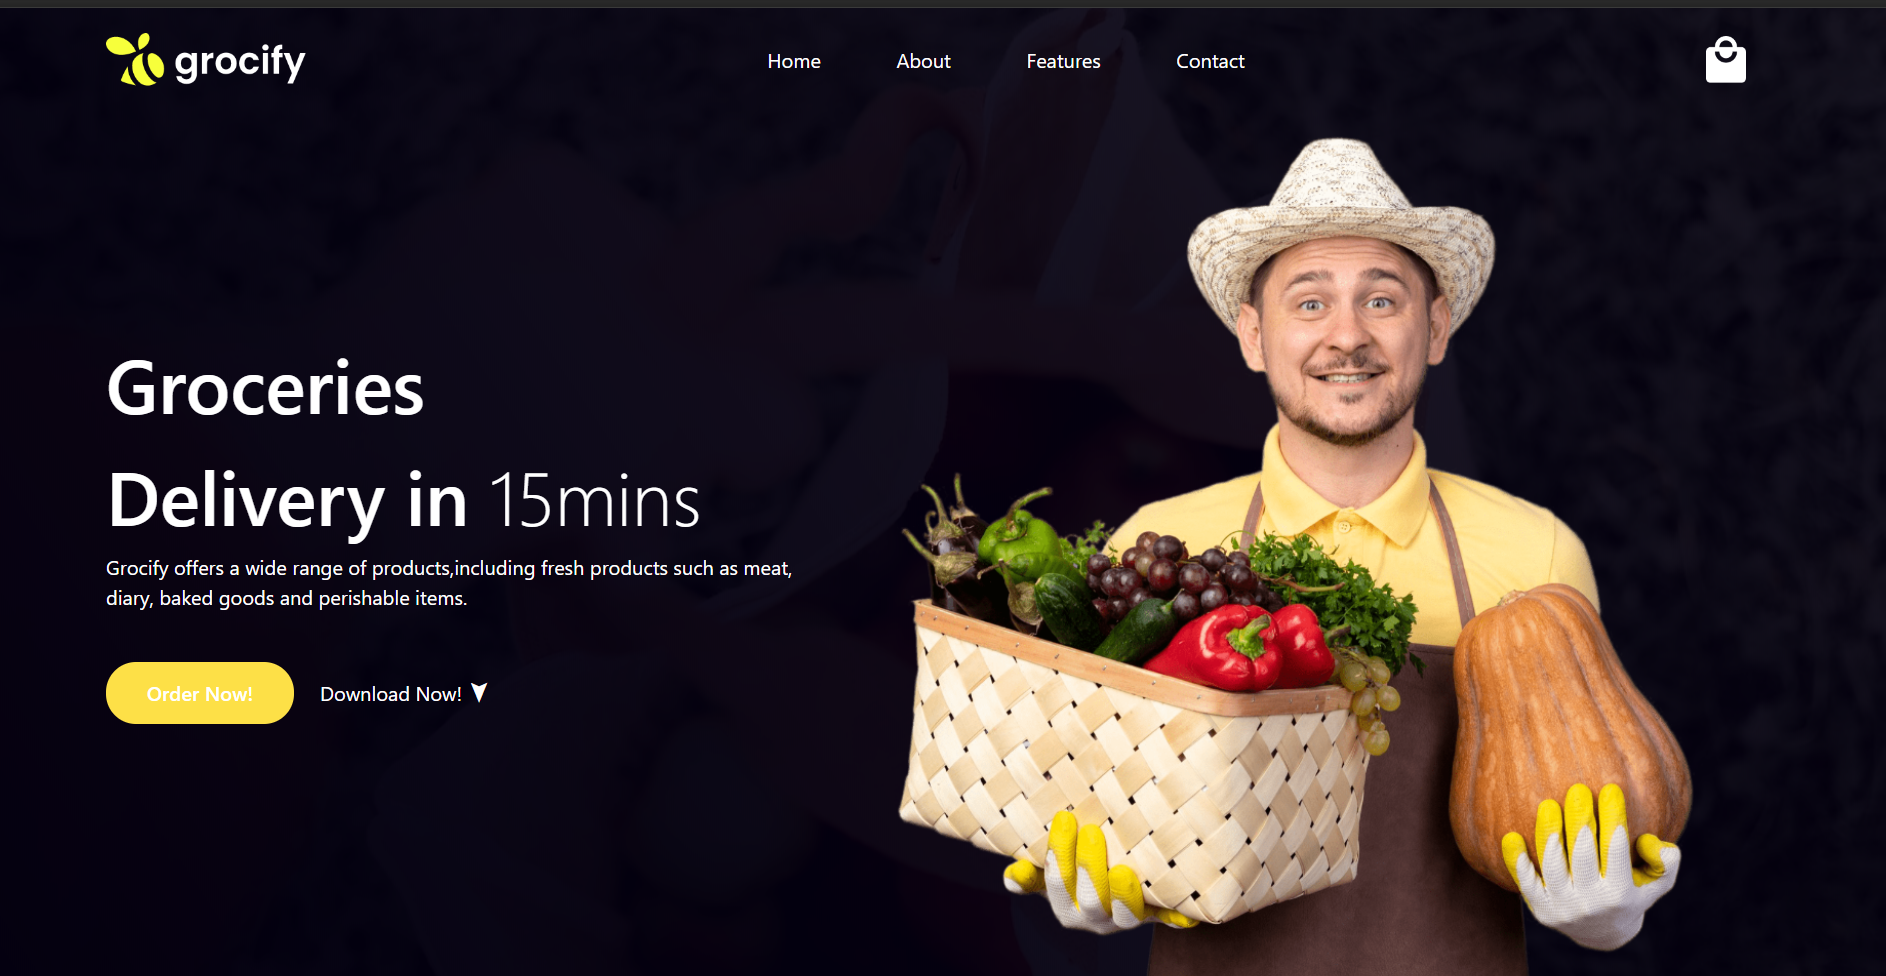 grocify
Home About Features Contact
Groceries
Delivery in 15mins
Grocify offers a wide range of products,including fresh products such as meat,
diary, baked goods and perishable items.
Order Now! Download Now!